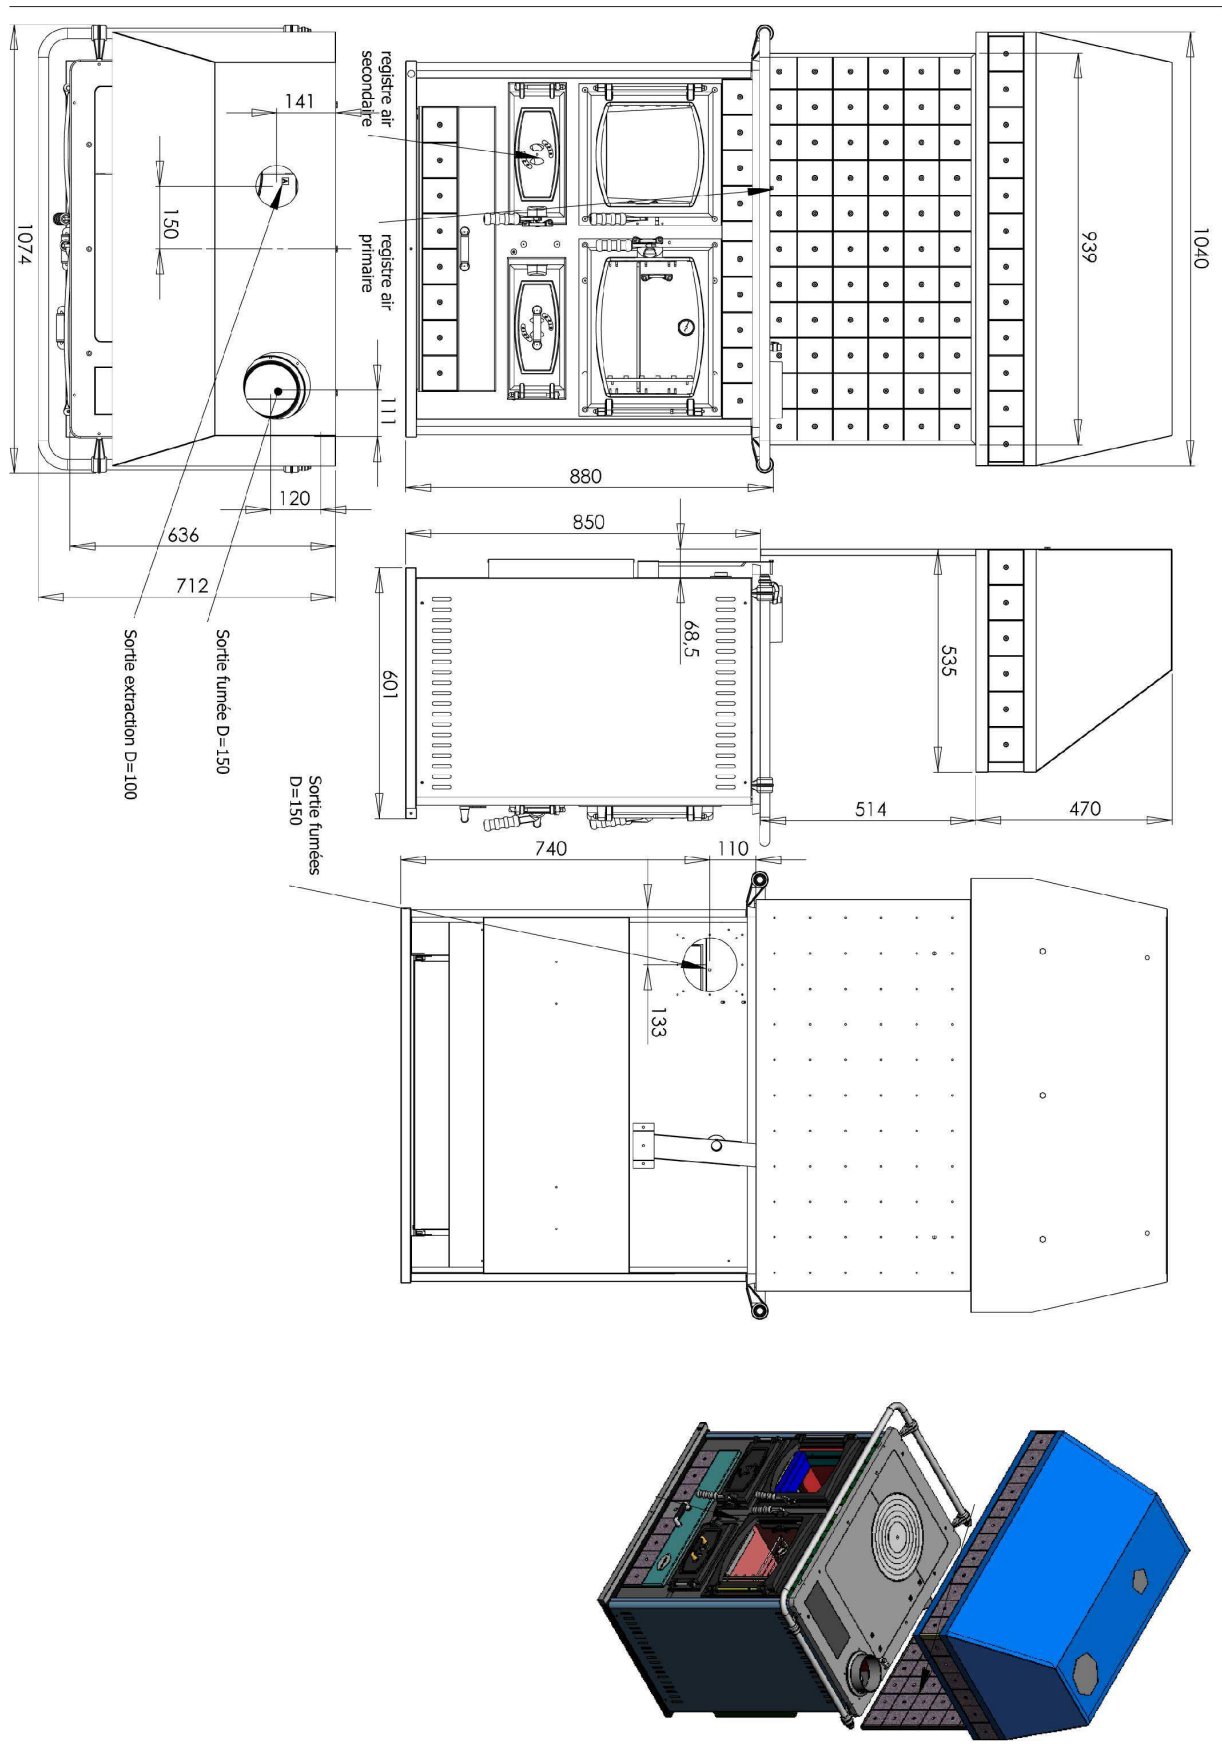 1040
939
1074
141
150
111
120
636
712
registre air
secondaire
registre air
primaire
Sortie fumée D=150
Sortie extraction D=100
880
850
68,5
601
535
514
470
Sortie fumées
D=150
740
110
133